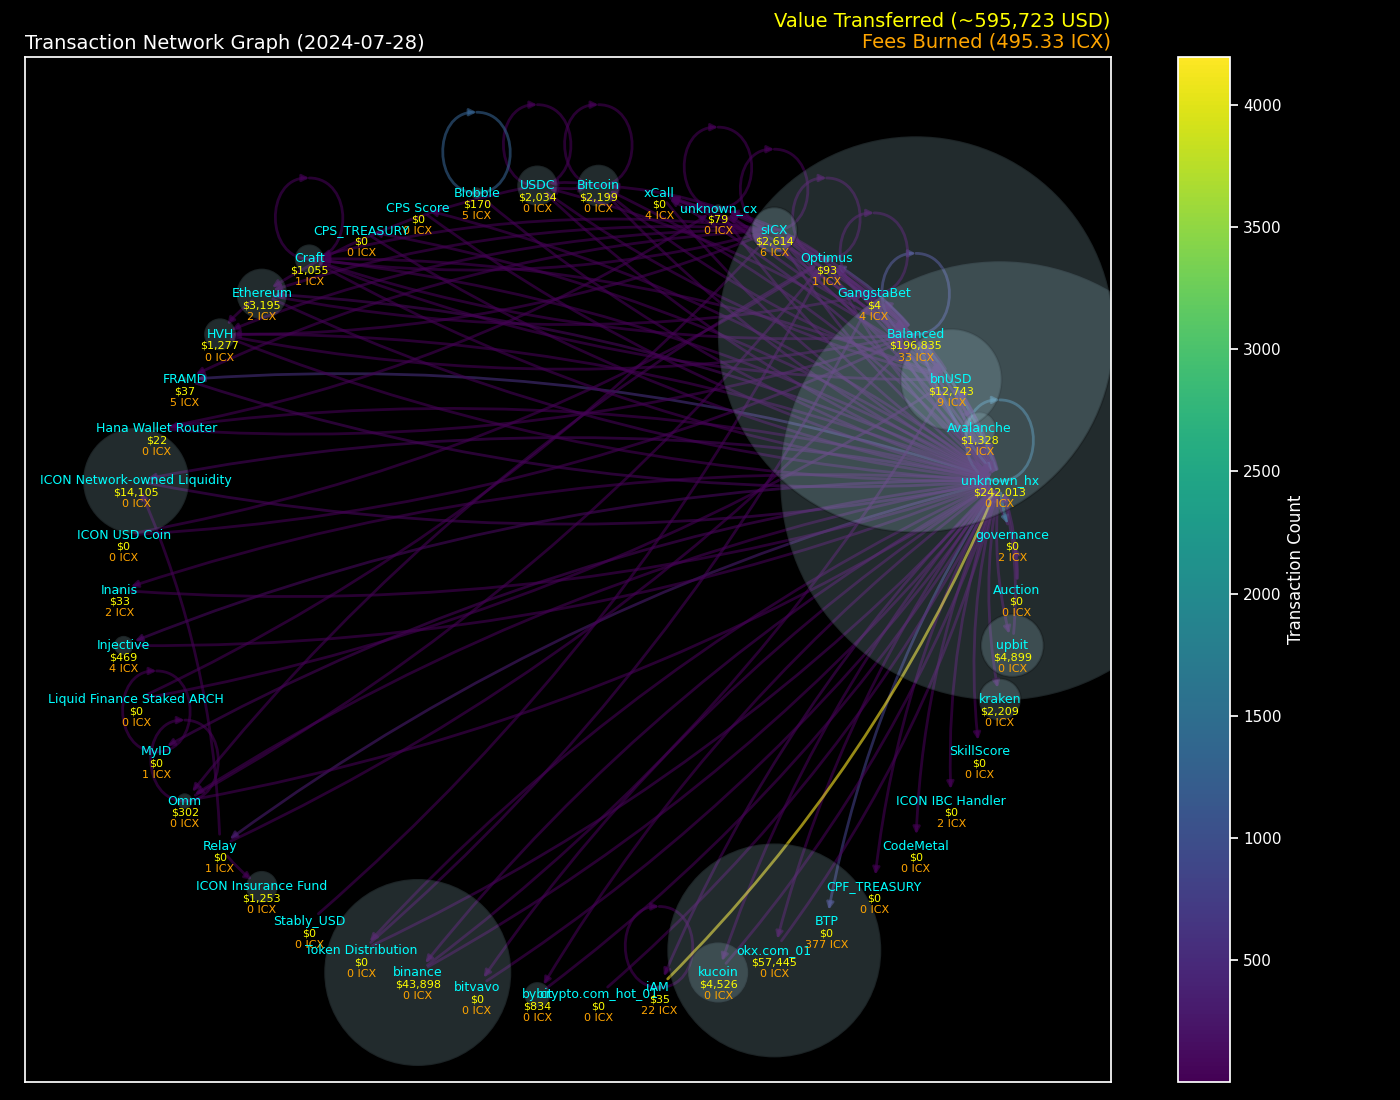 Value Transferred (~595,723 USD)
Transaction Network Graph (2024-07-28)
Fees Burned (495.33 ICX)
Blobble
$170
5 ICX
USDC
$2,034
0 ICX
Bitcoin
$2,199
0 ICX
xCall
$0
4 ICX
unknown_cx
$79
0 ICX
CPS Score
$0
0 ICX
CPS_TREASURY
$0
0 ICX
sICX
$2,614
6 ICX
Craft
$1,055
1 ICX
Optimus
$93
1 ICX
Ethereum
$3,195
2 ICX
GangstaBet
$4
4 ICX
HVH
$1,277
0 ICX
Balanced
$196,835
33 ICX
FRAMD
$37
5 ICX
bnUSD
$12,743
9 ICX
Hana Wallet Router
$22
0 ICX
Avalanche
$1,328
2 ICX
ICON Network-owned Liquidity
$14,105
0 ICX
unknown_hx
$242,013
0 ICX
ICON USD Coin
$0
0 ICX
governance
$0
2 ICX
Inanis
$33
2 ICX
Auction
$0
0 ICX
Injective
$469
4 ICX
upbit
$4,899
0 ICX
Liquid Finance Staked ARCH
$0
0 ICX
kraken
$2,209
0 ICX
MyID
$0
1 ICX
SkillScore
$0
0 ICX
Omm
$302
0 ICX
ICON IBC Handler
$0
2 ICX
Relay
$0
1 ICX
CodeMetal
$0
0 ICX
ICON Insurance Fund
$1,253
0 ICX
CPF_TREASURY
$0
0 ICX
Stably_USD
$0
0 ICX
BTP
$0
377 ICX
Token Distribution
$0
0 ICX
okx.com_01
$57,445
0 ICX
binance
$43,898
0 ICX
kucoin
$4,526
0 ICX
bitvavo
$0
0 ICX
bybit
$834
0 ICX
crypto.com_hot_01
$0
0 ICX
iAM
$35
22 ICX
4000
3500
3000
2500
2000
1500
1000
500
Transaction Count